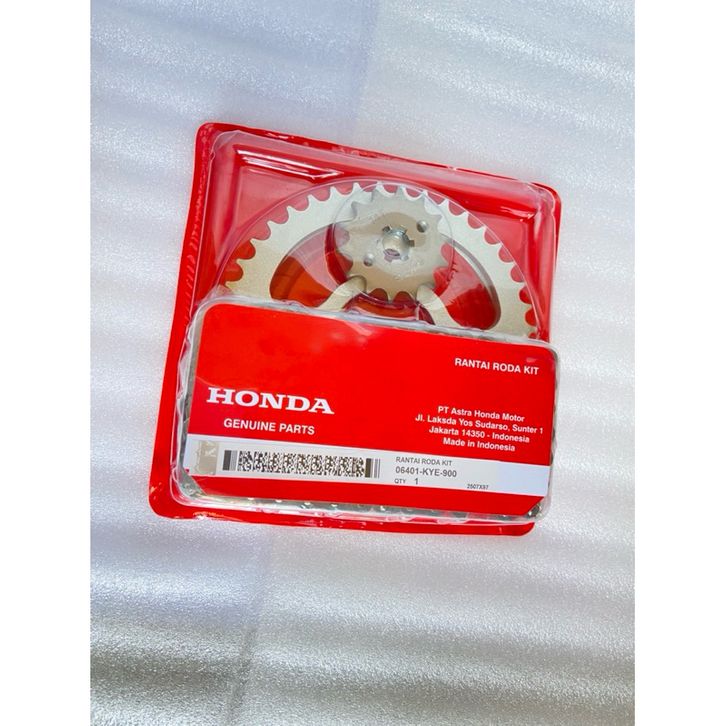 RANTAI RODA KIT
HONDA
GENUINE PARTS
PT Astra Honda Motor
Jl. Laksda Yos Sudarso, Sunter 1
Jakarta 14350 - Indonesia
Made in Indonesia
RANTAI RODA KIT
06401-KYE-900
QTY 1
2507X97